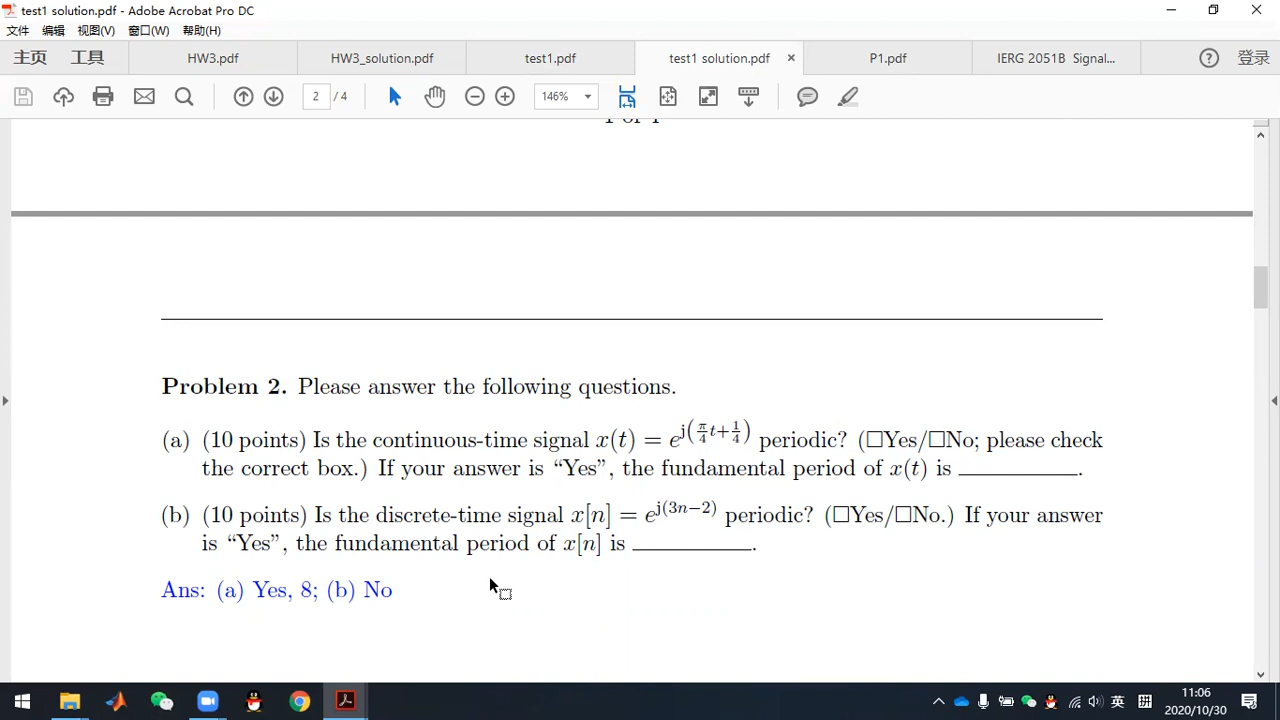 test1 solution.pdf - Adobe Acrobat Pro DC
文件 编辑 视图(V) 窗口(W) 帮助(H)
主页 工具 HW3.pdf HW3_solution.pdf test1.pdf test1 solution.pdf × P1.pdf IERG 2051B Signal... 登录
2 / 4 146%
Problem 2. Please answer the following questions.
(a) (10 points) Is the continuous-time signal x(t) = e^{j(π/4 t+1/4)} periodic? (□Yes/□No; please check
the correct box.) If your answer is “Yes”, the fundamental period of x(t) is ________.
(b) (10 points) Is the discrete-time signal x[n] = e^{j(3n−2)} periodic? (□Yes/□No.) If your answer
is “Yes”, the fundamental period of x[n] is ________.
Ans: (a) Yes, 8; (b) No
英 拼 11:06
2020/10/30